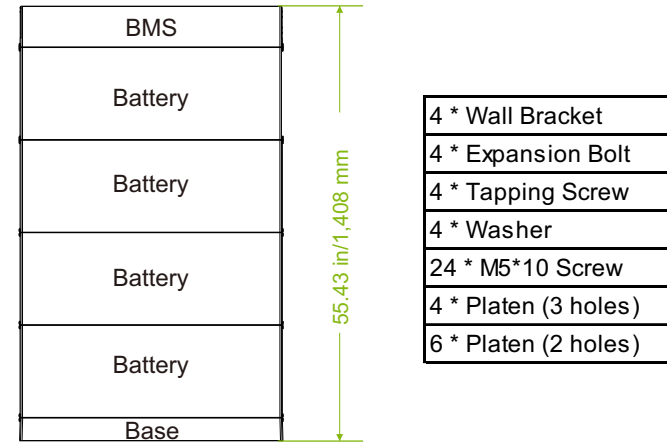 BMS
Battery
Battery
Battery
Battery
Base
55.43 in/1,408 mm
4 * Wall Bracket
4 * Expansion Bolt
4 * Tapping Screw
4 * Washer
24 * M5*10 Screw
4 * Platen (3 holes)
6 * Platen (2 holes)